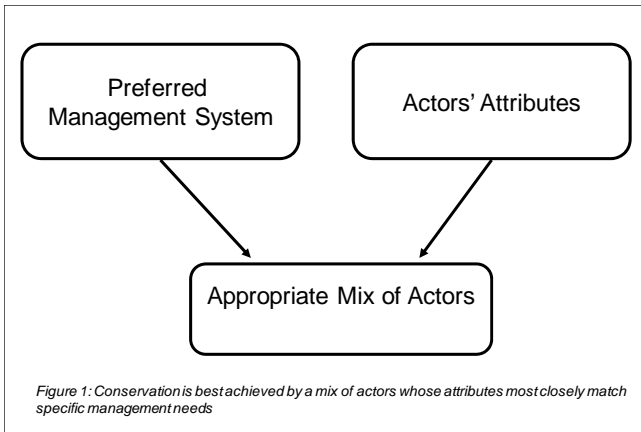 Preferred
Management System
Actors' Attributes
Appropriate Mix of Actors
Figure 1: Conservation is best achieved by a mix of actors whose attributes most closely match
specific management needs